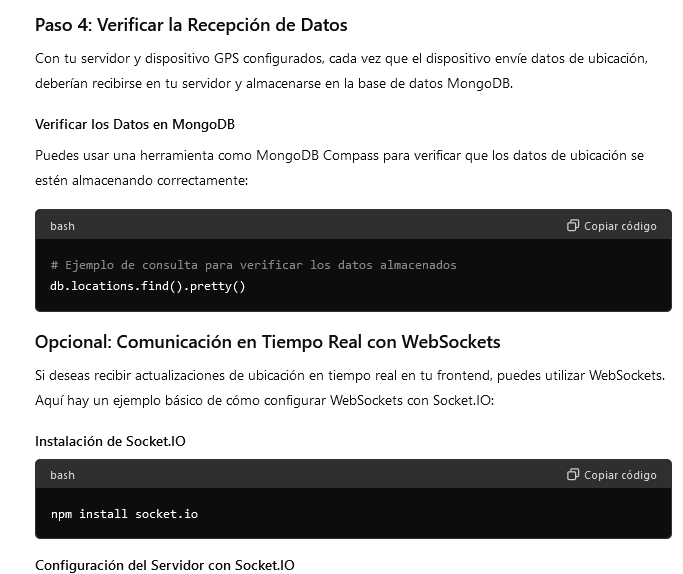 Paso 4: Verificar la Recepción de Datos
Con tu servidor y dispositivo GPS configurados, cada vez que el dispositivo envíe datos de ubicación,
deberían recibirse en tu servidor y almacenarse en la base de datos MongoDB.
Verificar los Datos en MongoDB
Puedes usar una herramienta como MongoDB Compass para verificar que los datos de ubicación se
estén almacenando correctamente:
bash Copiar código
# Ejemplo de consulta para verificar los datos almacenados
db.locations.find().pretty()
Opcional: Comunicación en Tiempo Real con WebSockets
Si deseas recibir actualizaciones de ubicación en tiempo real en tu frontend, puedes utilizar WebSockets.
Aquí hay un ejemplo básico de cómo configurar WebSockets con Socket.IO:
Instalación de Socket.IO
bash Copiar código
npm install socket.io
Configuración del Servidor con Socket.IO